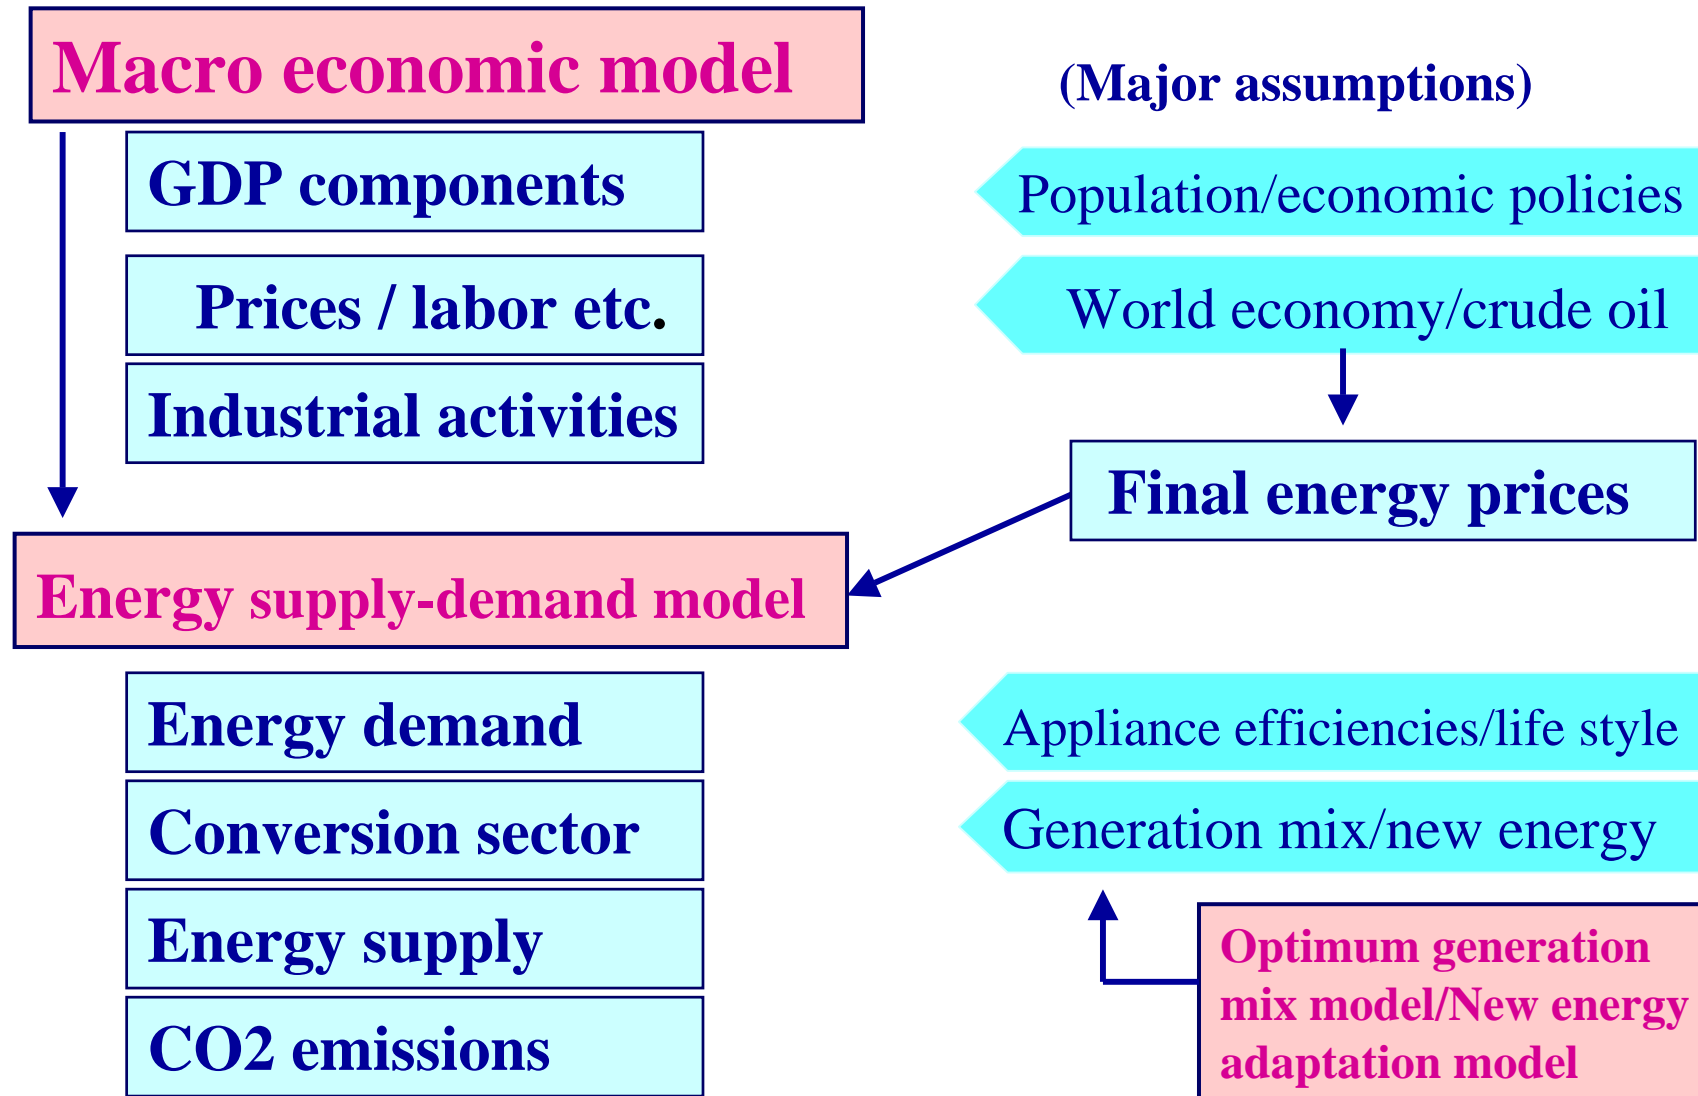 Macro economic model
(Major assumptions)
GDP components
Population/economic policies
Prices / labor etc.
World economy/crude oil
Industrial activities
Final energy prices
Energy supply-demand model
Energy demand
Appliance efficiencies/life style
Conversion sector
Generation mix/new energy
Energy supply
CO2 emissions
Optimum generation
mix model/New energy
adaptation model